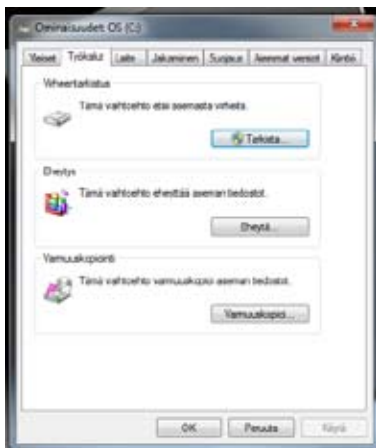 Ominaisuudet: OS (C:)
Yleiset Työkalut Laite Jakaminen Suojaus Aiemmat versiot Kiintiö
Virheentarkistus
Tämä vaihtoehto etsii asemasta virheitä.
Tarkista...
Eheytys
Tämä vaihtoehto eheyttää aseman tiedostot.
Eheytä...
Varmuuskopiointi
Tämä vaihtoehto varmuuskopioi aseman tiedostot.
Varmuuskopioi...
OK Peruuta Käytä